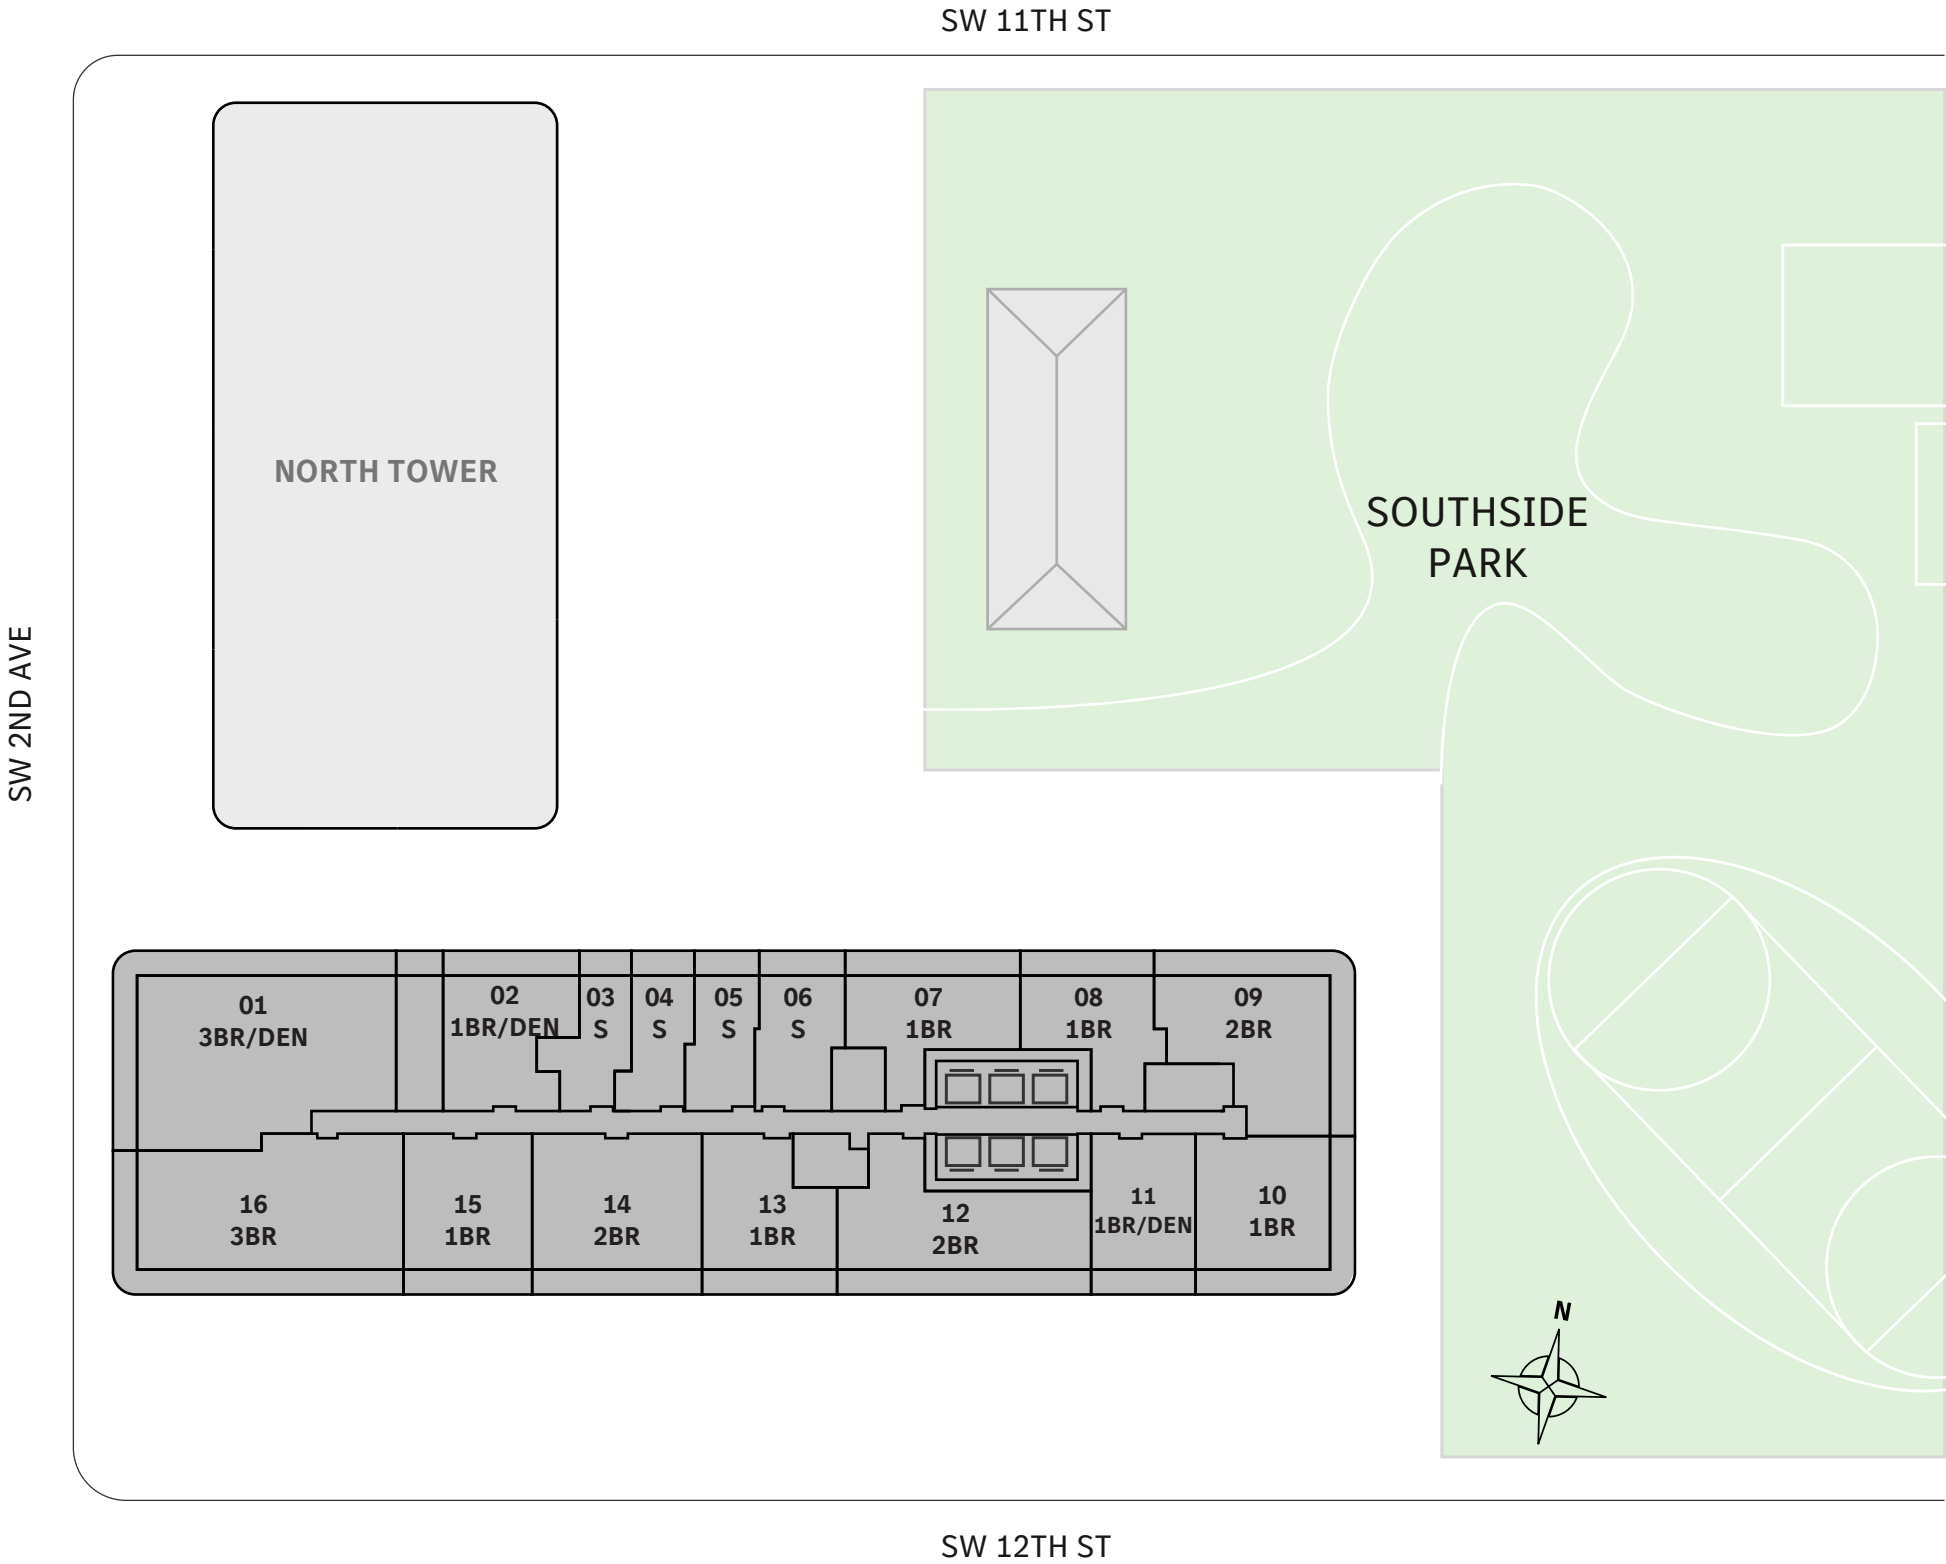 SW 11TH ST
NORTH TOWER
SOUTHSIDE
PARK
SW 2ND AVE
01
3BR/DEN
02
1BR/DEN
03
S
04
S
05
S
06
S
07
1BR
08
1BR
09
2BR
16
3BR
15
1BR
14
2BR
13
1BR
12
2BR
11
1BR/DEN
10
1BR
N
SW 12TH ST